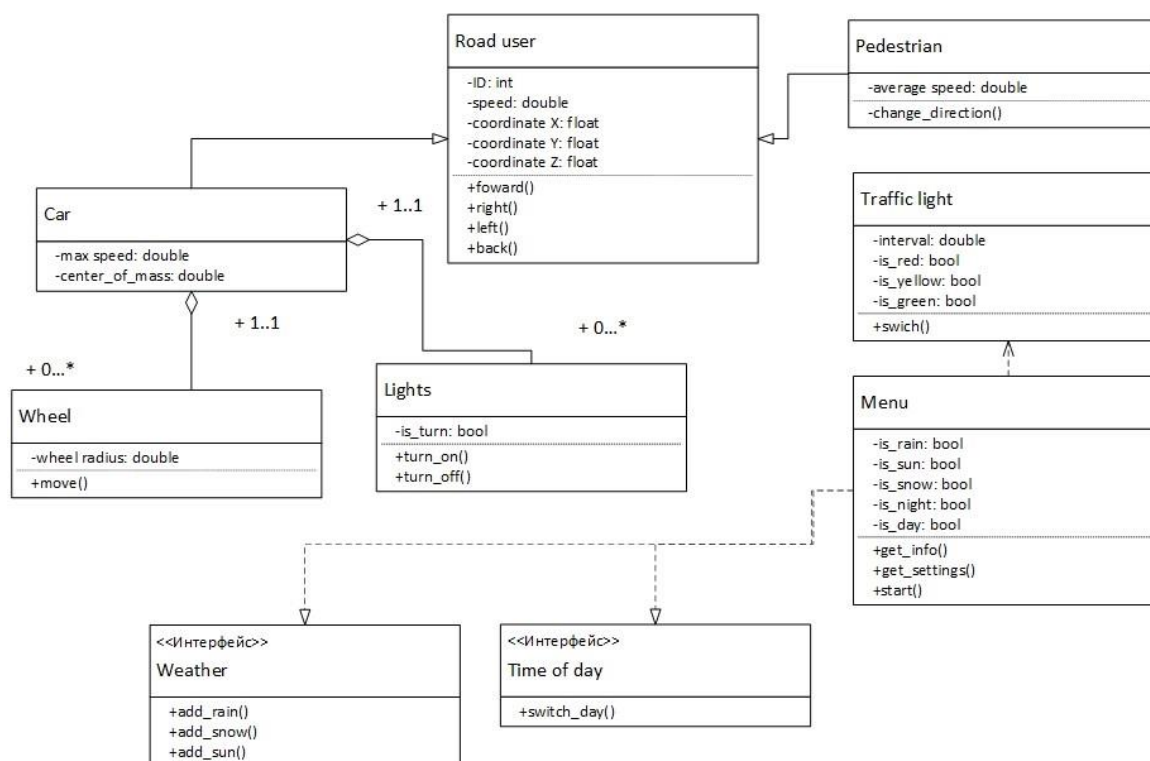 Road user
-ID: int
-speed: double
-coordinate X: float
-coordinate Y: float
-coordinate Z: float
+foward()
+right()
+left()
+back()
Pedestrian
-average speed: double
-change_direction()
Car
-max speed: double
-center_of_mass: double
+ 1..1
+ 1..1
+ 0...*
+ 0...*
Traffic light
-interval: double
-is_red: bool
-is_yellow: bool
-is_green: bool
+swich()
Wheel
-wheel radius: double
+move()
Lights
-is_turn: bool
+turn_on()
+turn_off()
Menu
-is_rain: bool
-is_sun: bool
-is_snow: bool
-is_night: bool
-is_day: bool
+get_info()
+get_settings()
+start()
<<Интерфейс>>
Weather
+add_rain()
+add_snow()
+add_sun()
<<Интерфейс>>
Time of day
+switch_day()